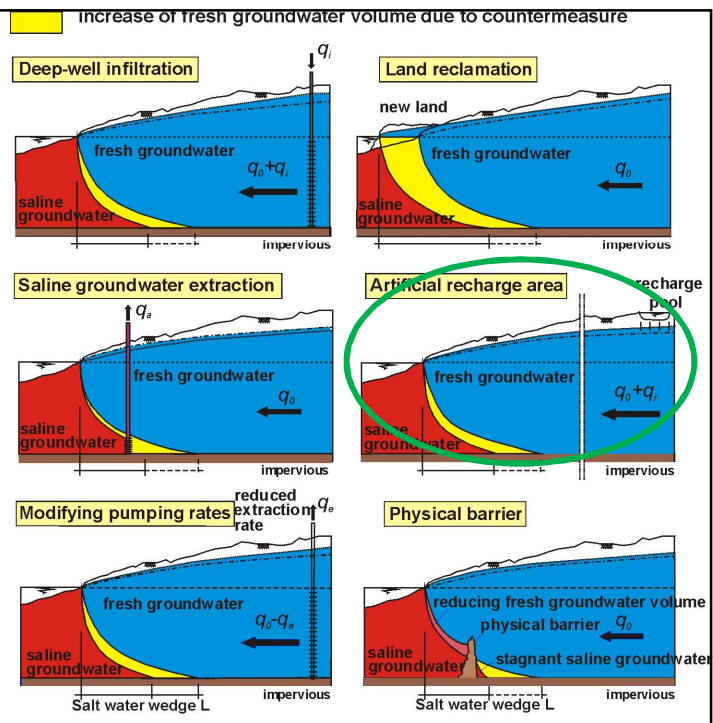 Increase of fresh groundwater volume due to countermeasure
Deep-well infiltration
qi
fresh groundwater
q0+qi
saline
groundwater
impervious
Land reclamation
new land
fresh groundwater
q0
saline
groundwater
impervious
Saline groundwater extraction
qa
fresh groundwater
q0
saline
groundwater
impervious
Artificial recharge area
recharge
pool
fresh groundwater
q0+qr
saline
groundwater
impervious
Modifying pumping rates
reduced
extraction
rate
qe
fresh groundwater
q0-qe
saline
groundwater
impervious
Salt water wedge L
Physical barrier
reducing fresh groundwater volume
physical barrier
q0
saline
groundwater
stagnant saline groundwater
impervious
Salt water wedge L